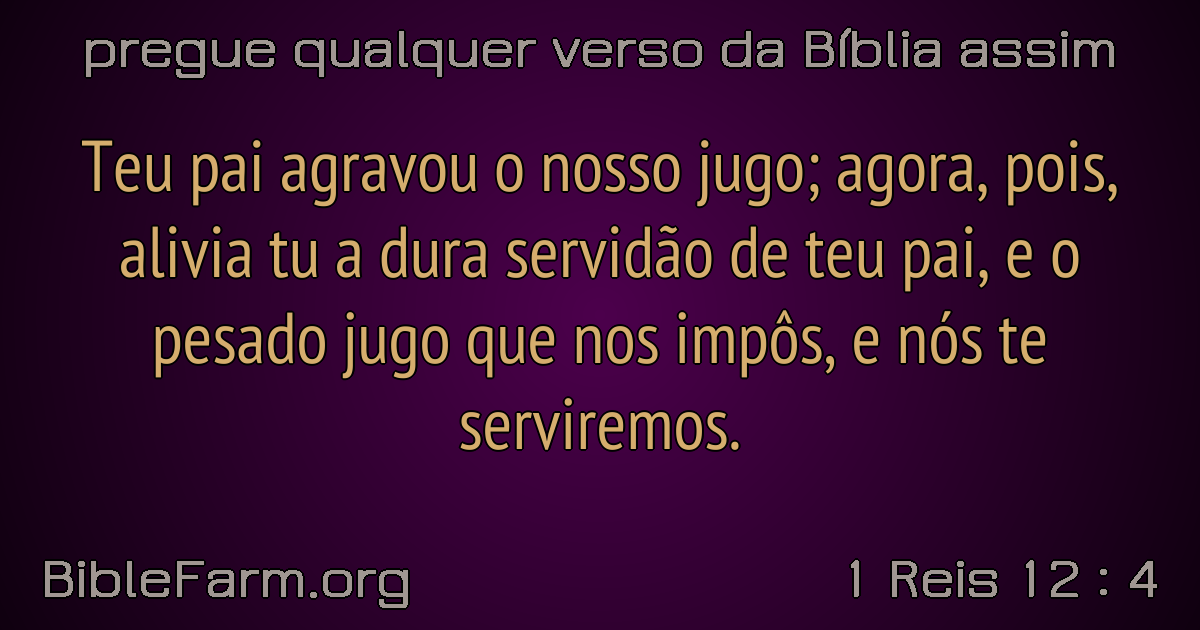 pregue qualquer verso da Bíblia assim
Teu pai agravou o nosso jugo; agora, pois,
alivia tu a dura servidão de teu pai, e o
pesado jugo que nos impôs, e nós te
serviremos.
BibleFarm.org
1 Reis 12 : 4